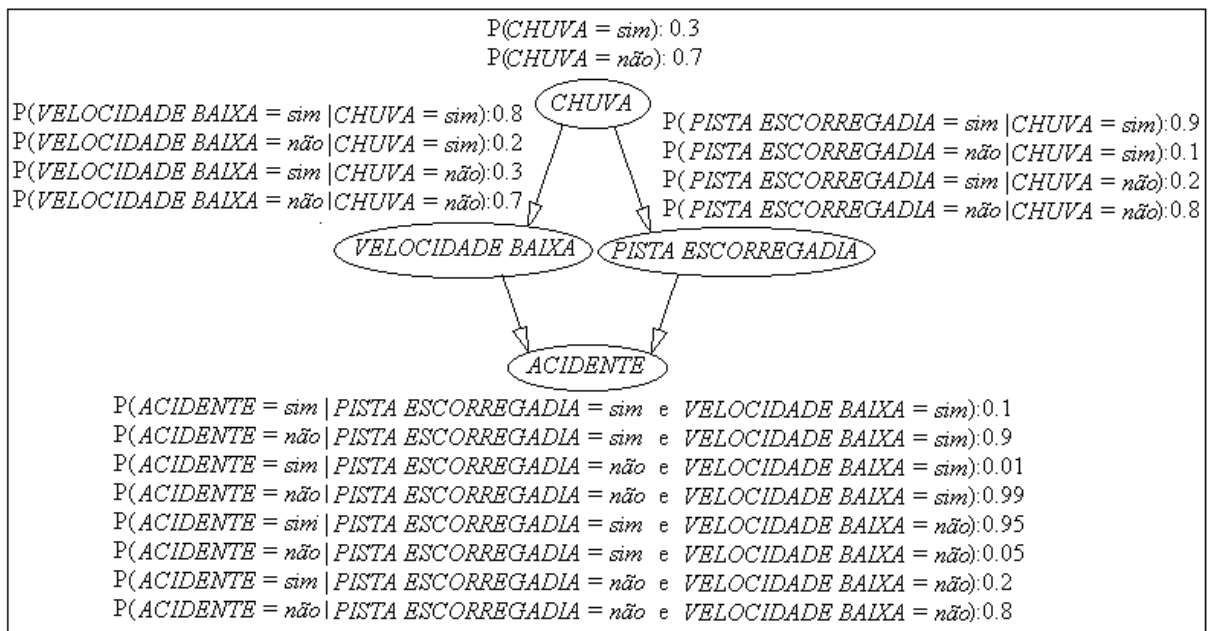 P(CHUVA = sim): 0.3
P(CHUVA = não): 0.7
CHUVA
P(VELOCIDADE BAIXA = sim | CHUVA = sim):0.8
P(VELOCIDADE BAIXA = não | CHUVA = sim):0.2
P(VELOCIDADE BAIXA = sim | CHUVA = não):0.3
P(VELOCIDADE BAIXA = não | CHUVA = não):0.7
P( PISTA ESCORREGADIA = sim | CHUVA = sim):0.9
P( PISTA ESCORREGADIA = não | CHUVA = sim):0.1
P( PISTA ESCORREGADIA = sim | CHUVA = não):0.2
P( PISTA ESCORREGADIA = não | CHUVA = não):0.8
VELOCIDADE BAIXA
PISTA ESCORREGADIA
ACIDENTE
P(ACIDENTE = sim | PISTA ESCORREGADIA = sim e VELOCIDADE BAIXA = sim):0.1
P(ACIDENTE = não | PISTA ESCORREGADIA = sim e VELOCIDADE BAIXA = sim):0.9
P(ACIDENTE = sim | PISTA ESCORREGADIA = não e VELOCIDADE BAIXA = sim):0.01
P(ACIDENTE = não | PISTA ESCORREGADIA = não e VELOCIDADE BAIXA = sim):0.99
P(ACIDENTE = sim | PISTA ESCORREGADIA = sim e VELOCIDADE BAIXA = não):0.95
P(ACIDENTE = não | PISTA ESCORREGADIA = sim e VELOCIDADE BAIXA = não):0.05
P(ACIDENTE = sim | PISTA ESCORREGADIA = não e VELOCIDADE BAIXA = não):0.2
P(ACIDENTE = não | PISTA ESCORREGADIA = não e VELOCIDADE BAIXA = não):0.8